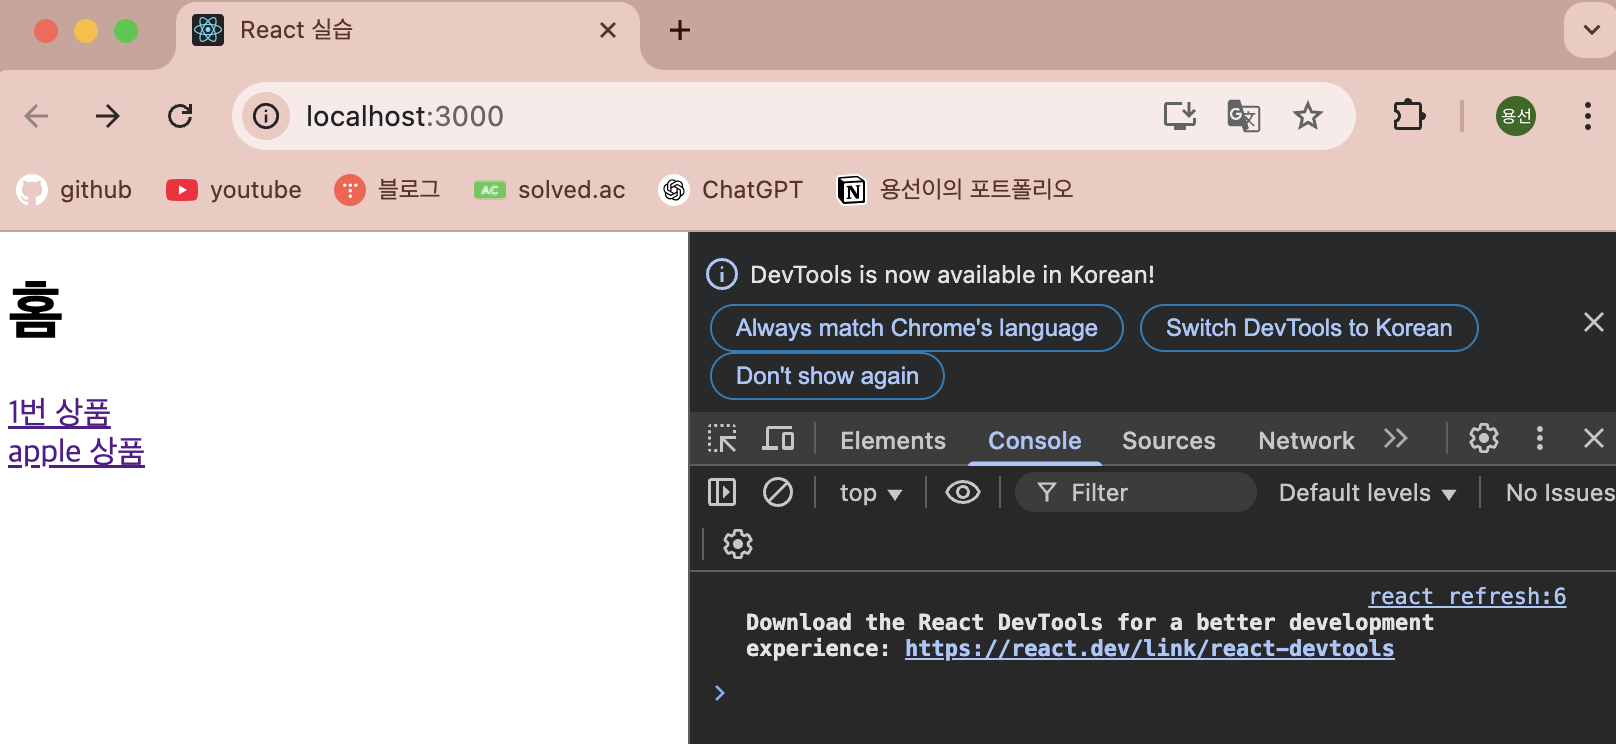 React 실습
localhost:3000
용선
github youtube 블로그 solved.ac ChatGPT 용선이의 포트폴리오
홈
1번 상품
apple 상품
DevTools is now available in Korean!
Always match Chrome's language Switch DevTools to Korean
Don't show again
Elements Console Sources Network
top Filter Default levels No Issues
react refresh:6
Download the React DevTools for a better development
experience: https://react.dev/link/react-devtools